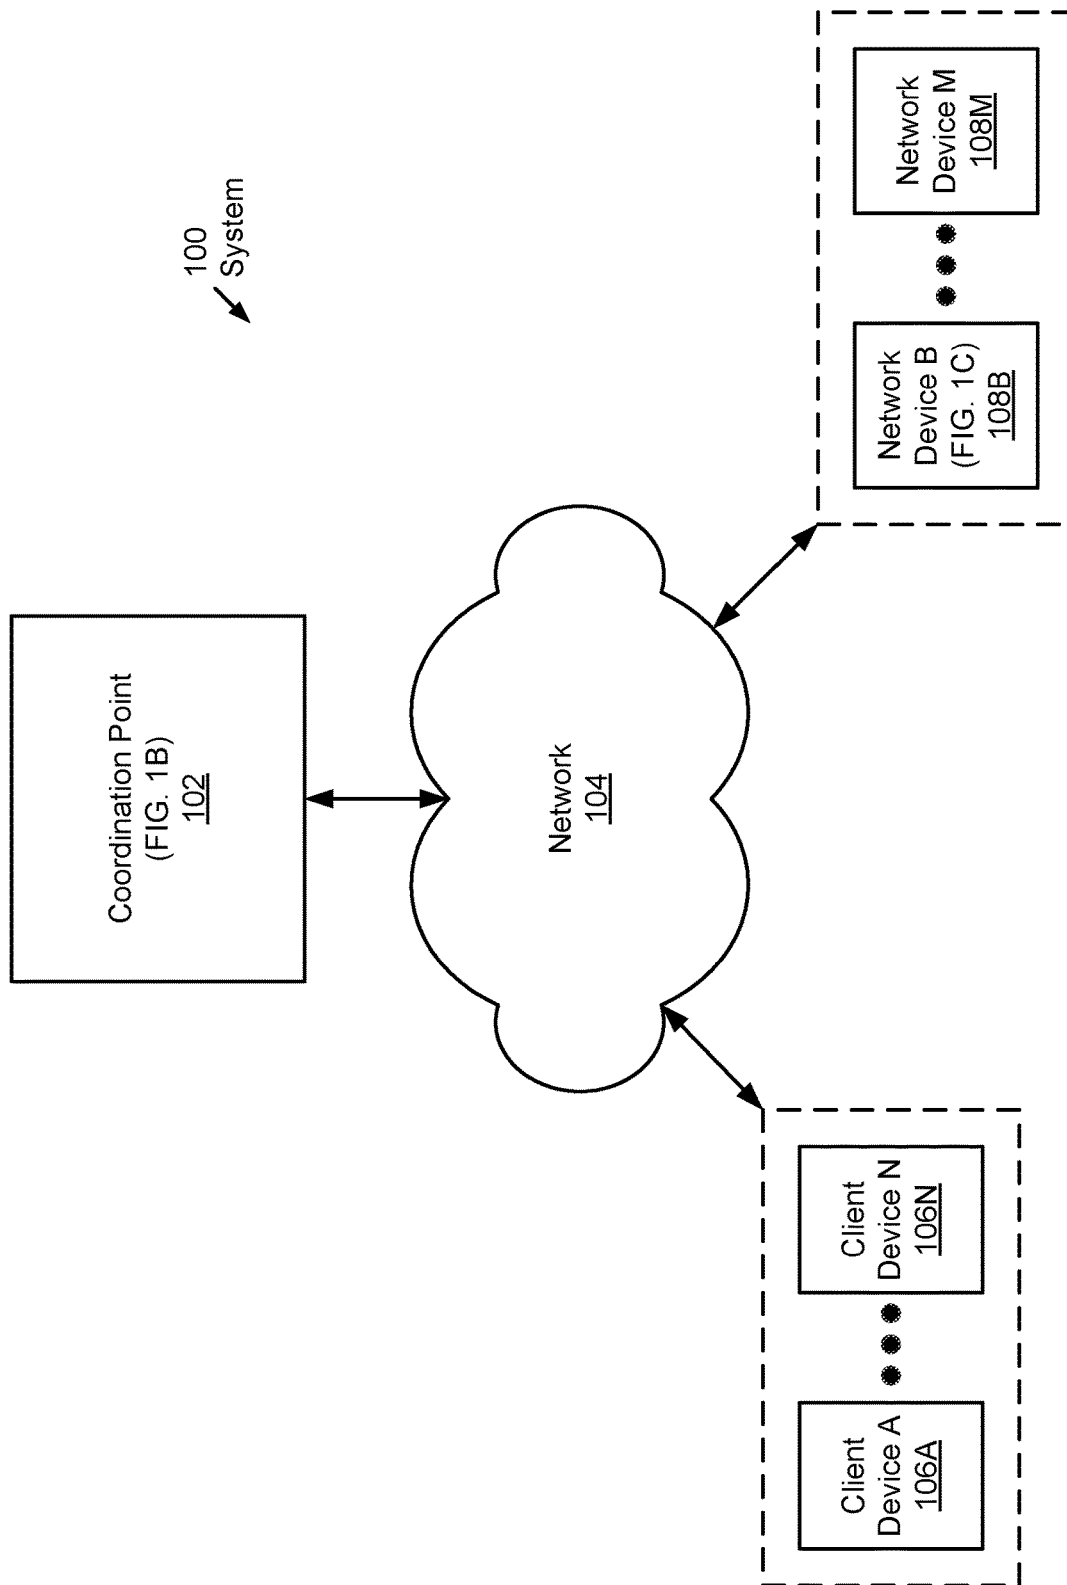 100
System
Coordination Point
(FIG. 1B)
102
Network
104
Client
Device A
106A
Client
Device N
106N
Network
Device B
(FIG. 1C)
108B
Network
Device M
108M